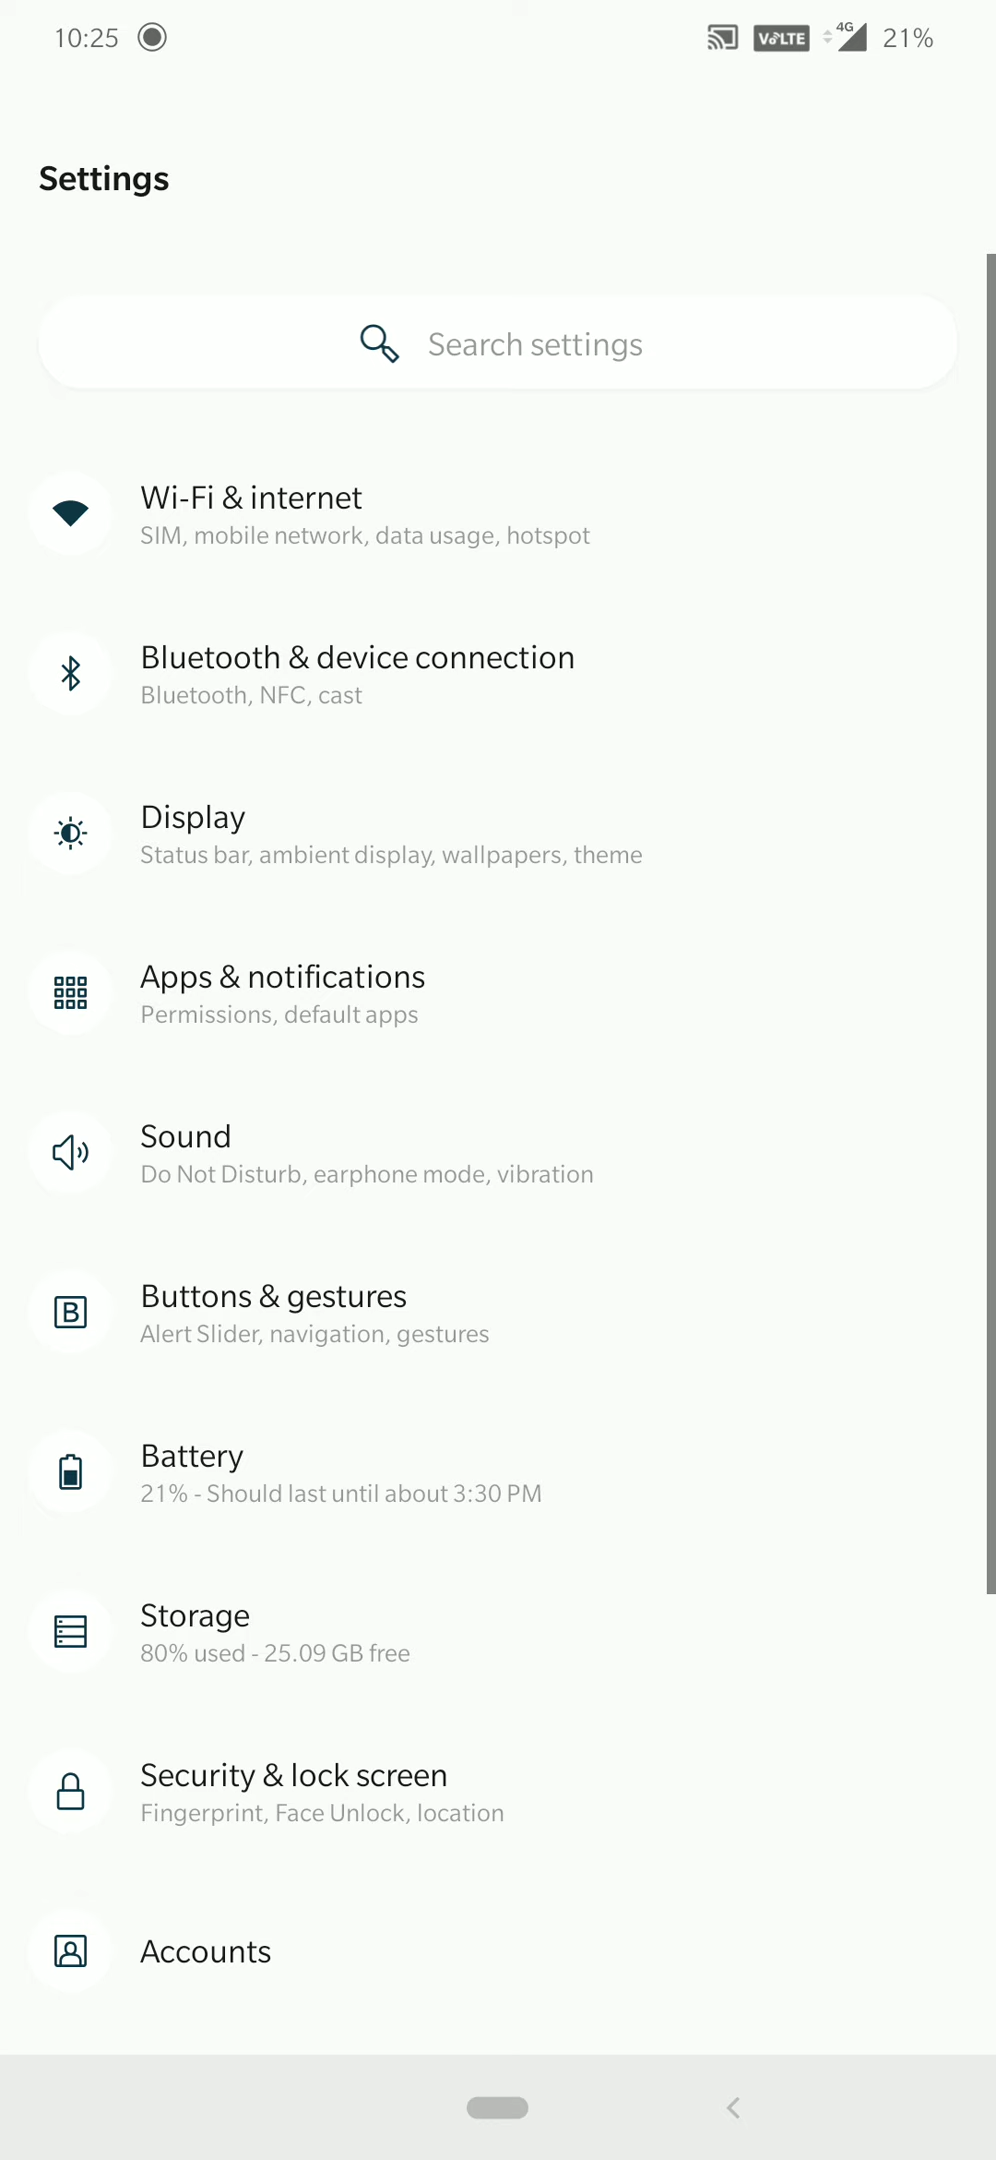 10:25 VoLTE 4G 21%
Settings
Search settings
Wi-Fi & internet
SIM, mobile network, data usage, hotspot
Bluetooth & device connection
Bluetooth, NFC, cast
Display
Status bar, ambient display, wallpapers, theme
Apps & notifications
Permissions, default apps
Sound
Do Not Disturb, earphone mode, vibration
B
Buttons & gestures
Alert Slider, navigation, gestures
Battery
21% - Should last until about 3:30 PM
Storage
80% used - 25.09 GB free
Security & lock screen
Fingerprint, Face Unlock, location
Accounts